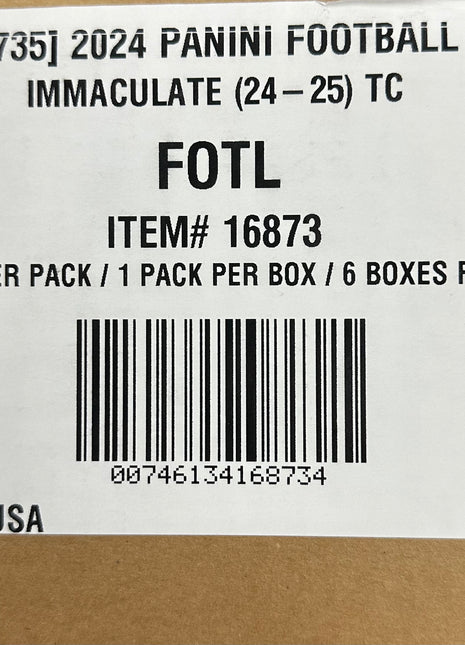 735] 2024 PANINI FOOTBALL
IMMACULATE (24-25) TC
FOTL
ITEM# 16873
ER PACK / 1 PACK PER BOX / 6 BOXES P
00746134168734
USA